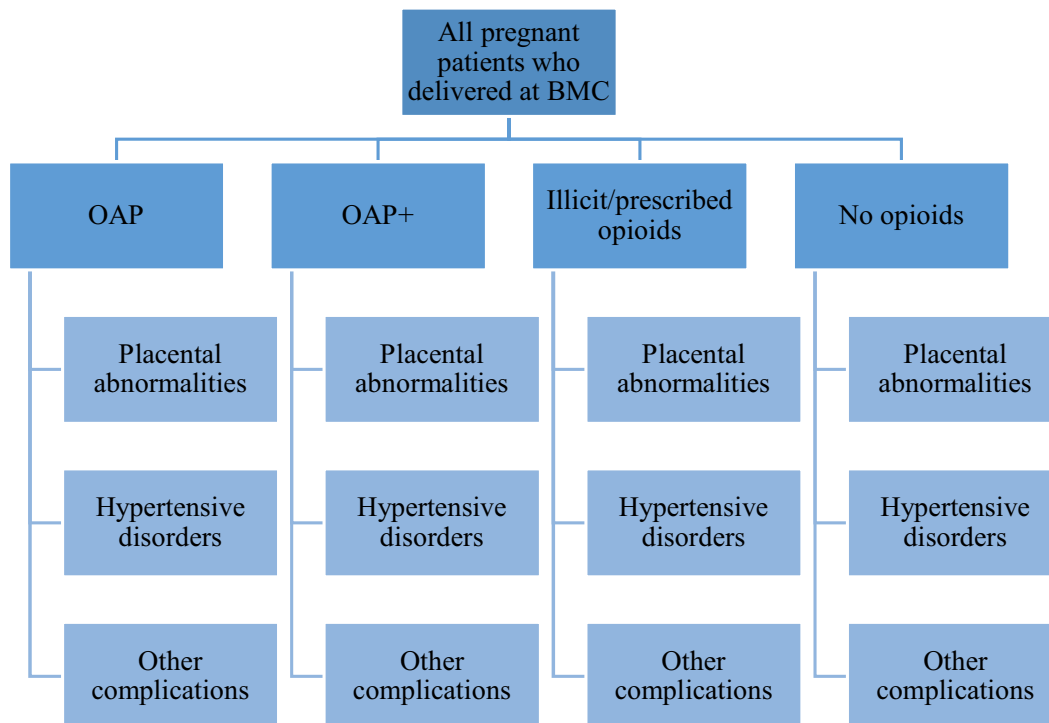 All pregnant
patients who
delivered at BMC
OAP
OAP+
Illicit/prescribed
opioids
No opioids
Placental
abnormalities
Placental
abnormalities
Placental
abnormalities
Placental
abnormalities
Hypertensive
disorders
Hypertensive
disorders
Hypertensive
disorders
Hypertensive
disorders
Other
complications
Other
complications
Other
complications
Other
complications